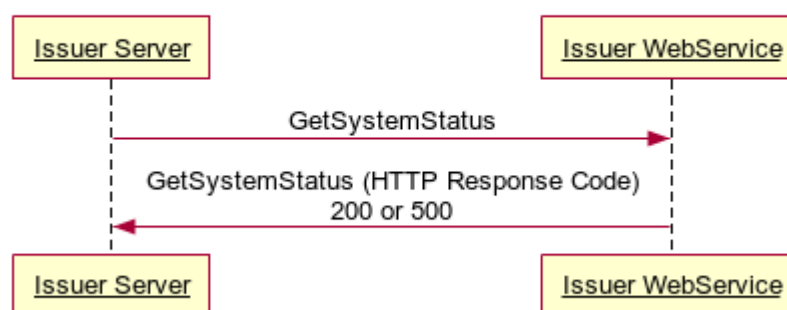 Issuer Server
Issuer WebService
GetSystemStatus
GetSystemStatus (HTTP Response Code)
200 or 500
Issuer Server
Issuer WebService